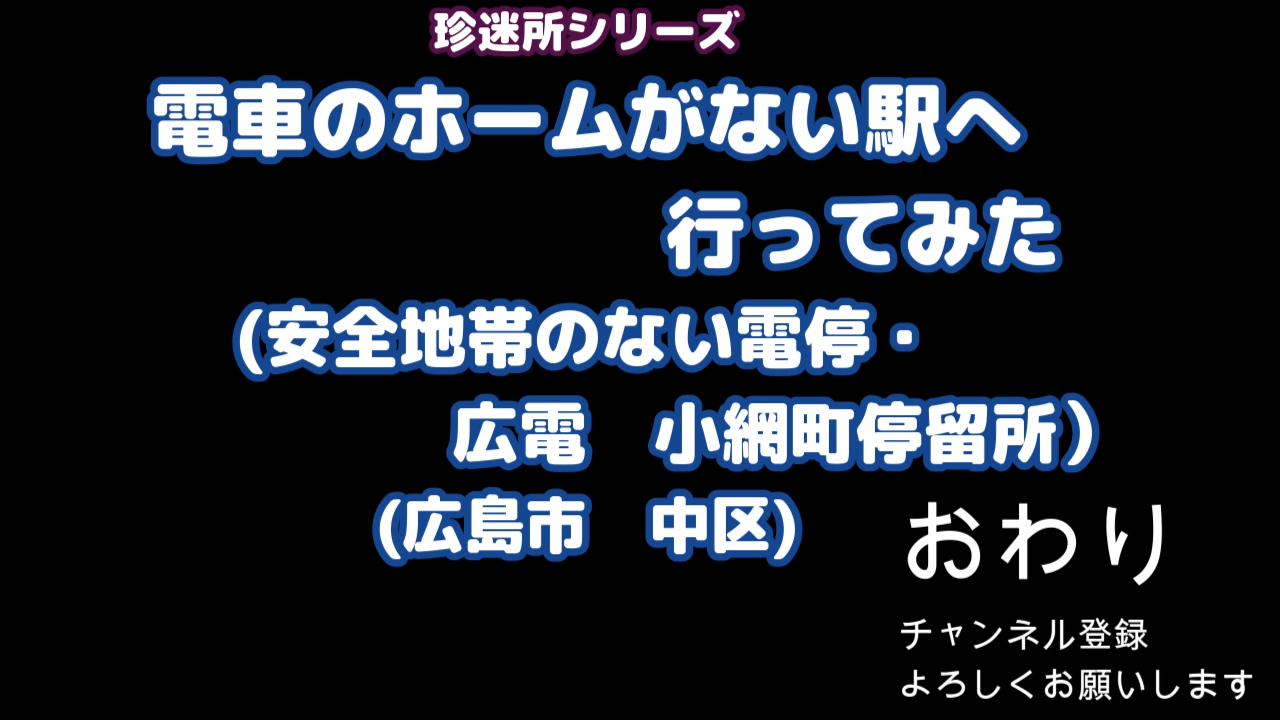 珍迷所シリーズ
電車のホームがない駅へ
行ってみた
(安全地帯のない電停・
広電　小網町停留所）
(広島市　中区)
おわり
チャンネル登録
よろしくお願いします